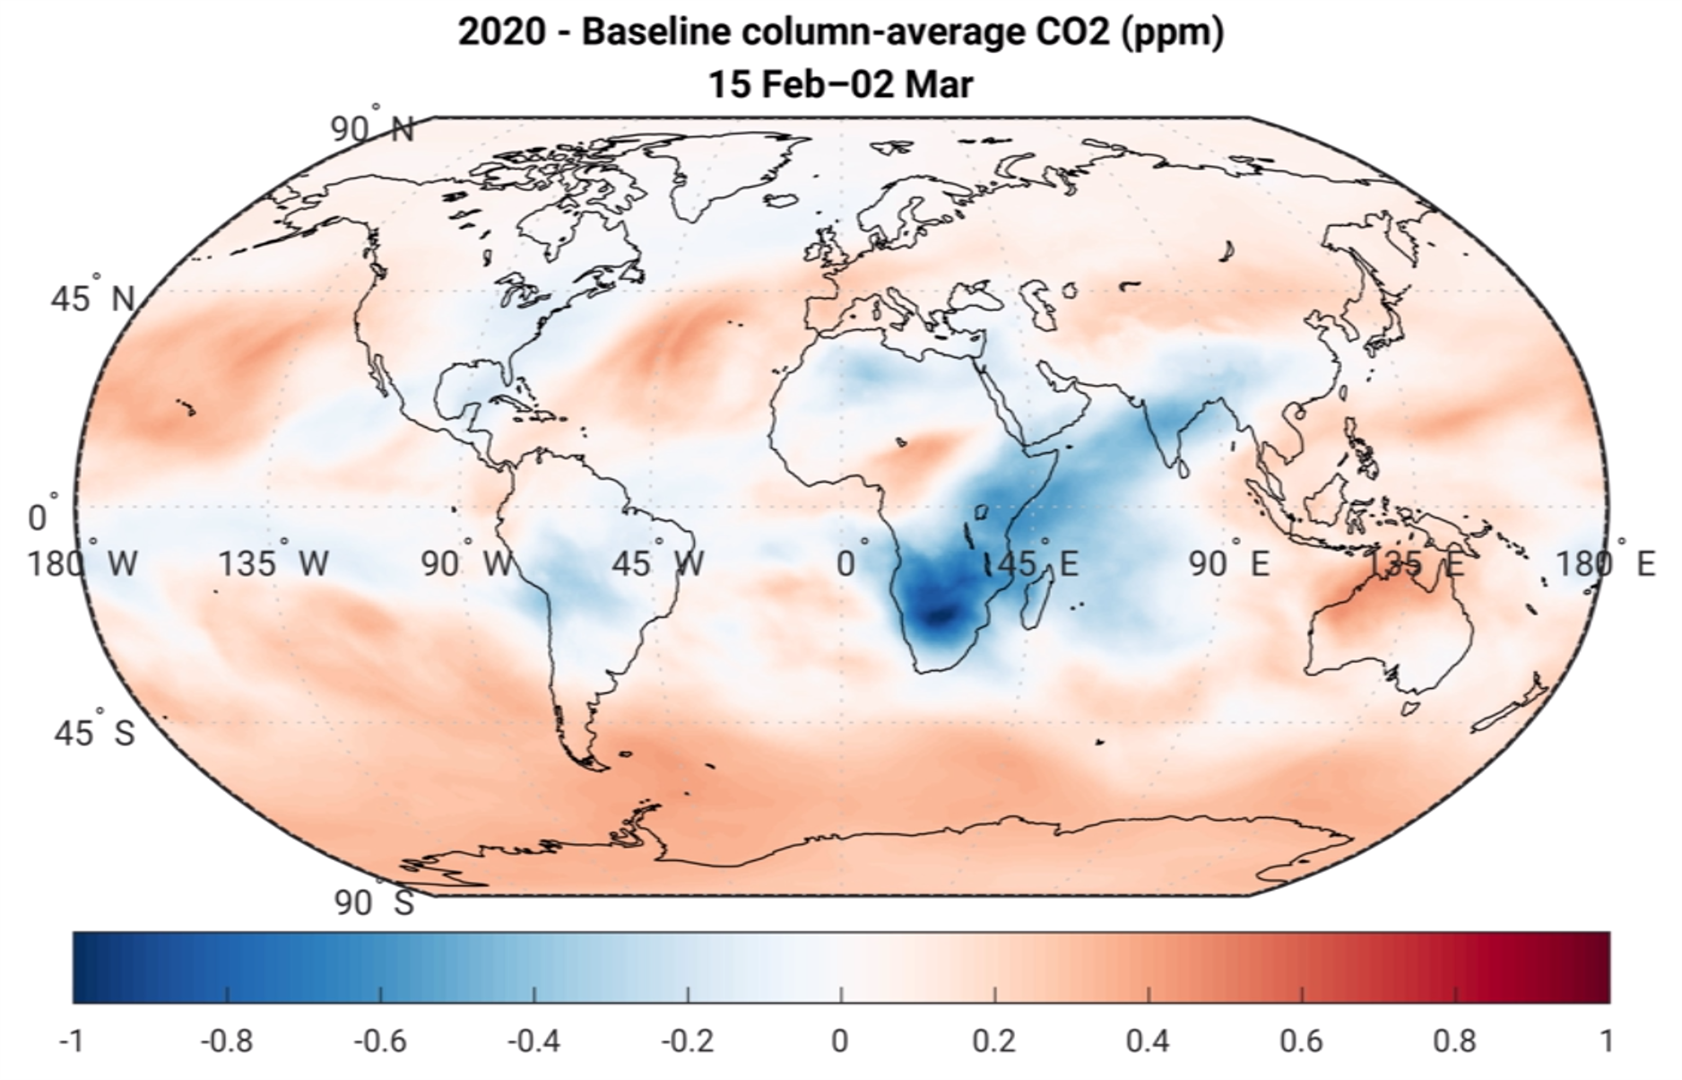 2020 - Baseline column-average CO2 (ppm)
15 Feb–02 Mar
90° N
45° N
0°
180° W 135° W 90° W 45° W 0° 45° E 90° E 135° E 180° E
45° S
90° S
-1 -0.8 -0.6 -0.4 -0.2 0 0.2 0.4 0.6 0.8 1